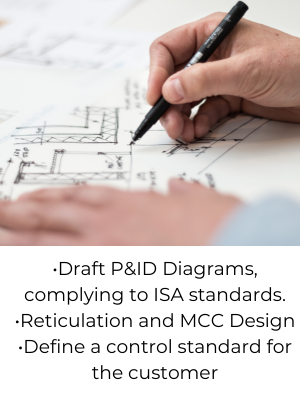 ·Draft P&ID Diagrams,
complying to ISA standards.
·Reticulation and MCC Design
·Define a control standard for
the customer